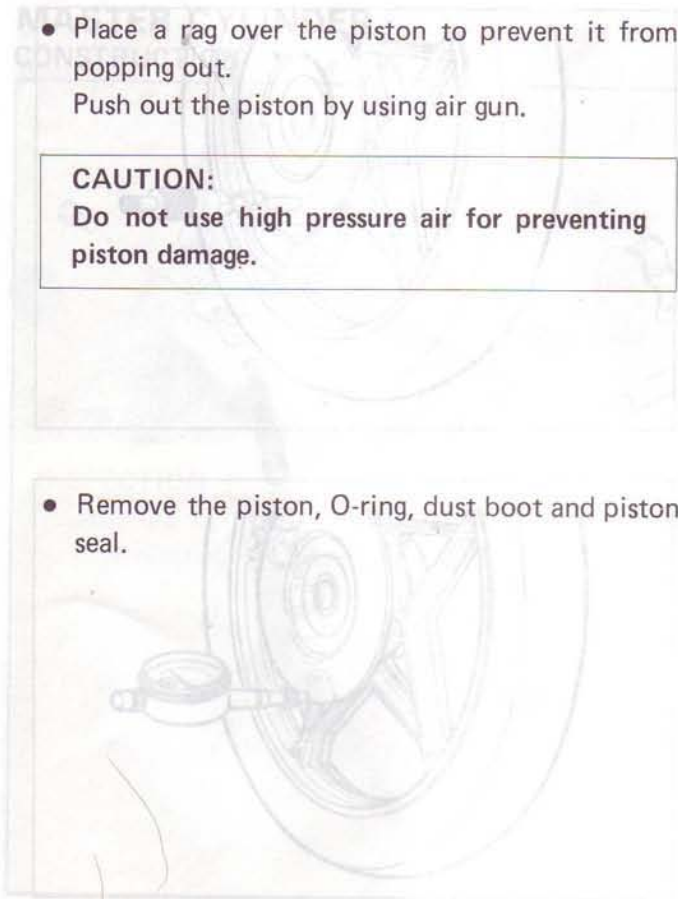 ● Place a rag over the piston to prevent it from
popping out.
Push out the piston by using air gun.
CAUTION:
Do not use high pressure air for preventing
piston damage.
● Remove the piston, O-ring, dust boot and piston
seal.